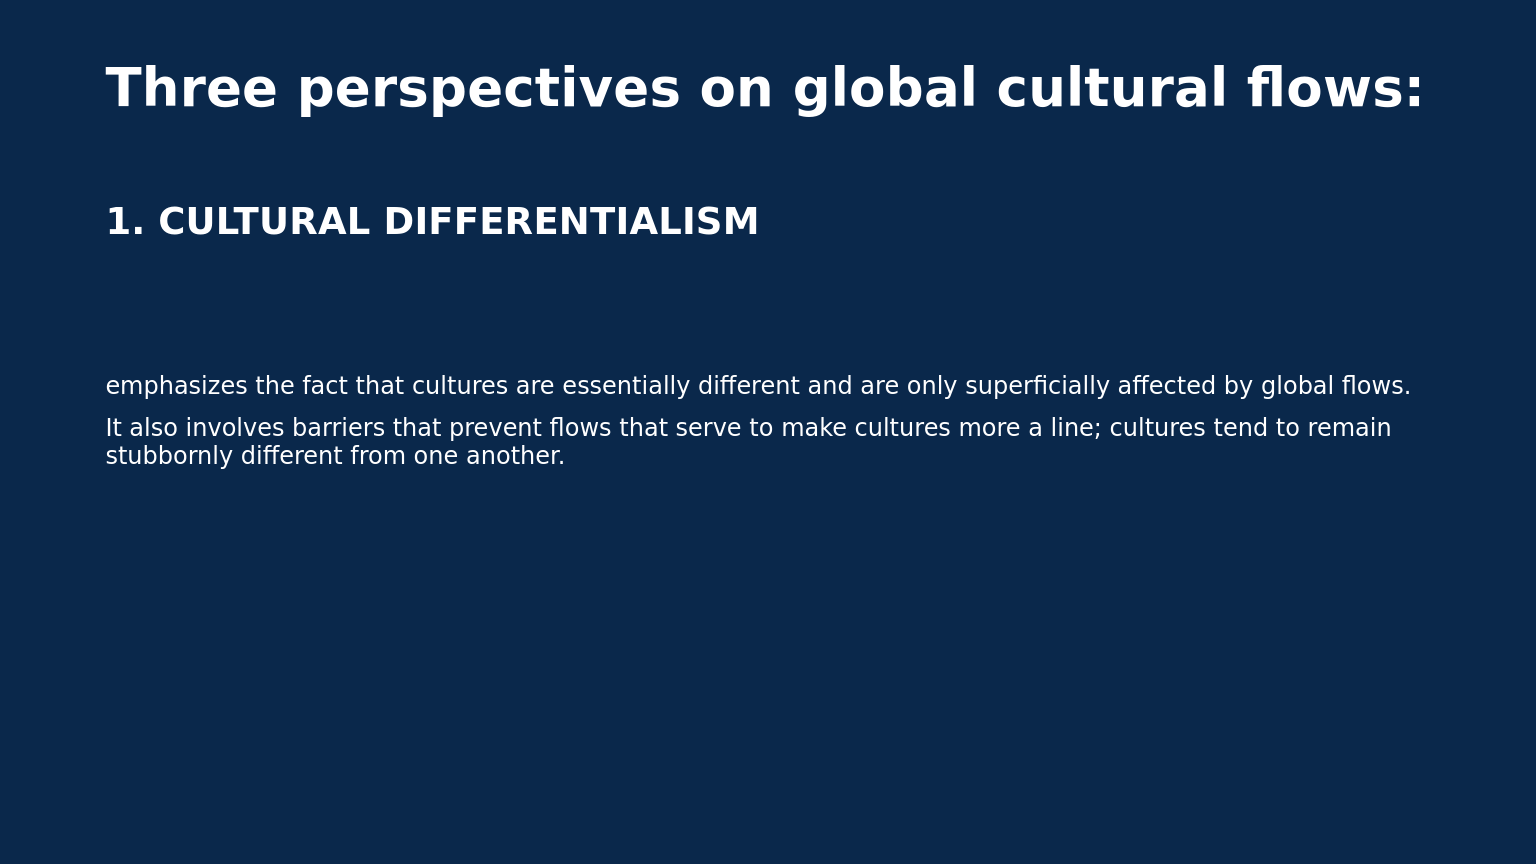 Three perspectives on global cultural flows:
1. CULTURAL DIFFERENTIALISM
emphasizes the fact that cultures are essentially different and are only superficially affected by global flows.
It also involves barriers that prevent flows that serve to make cultures more a line; cultures tend to remain
stubbornly different from one another.